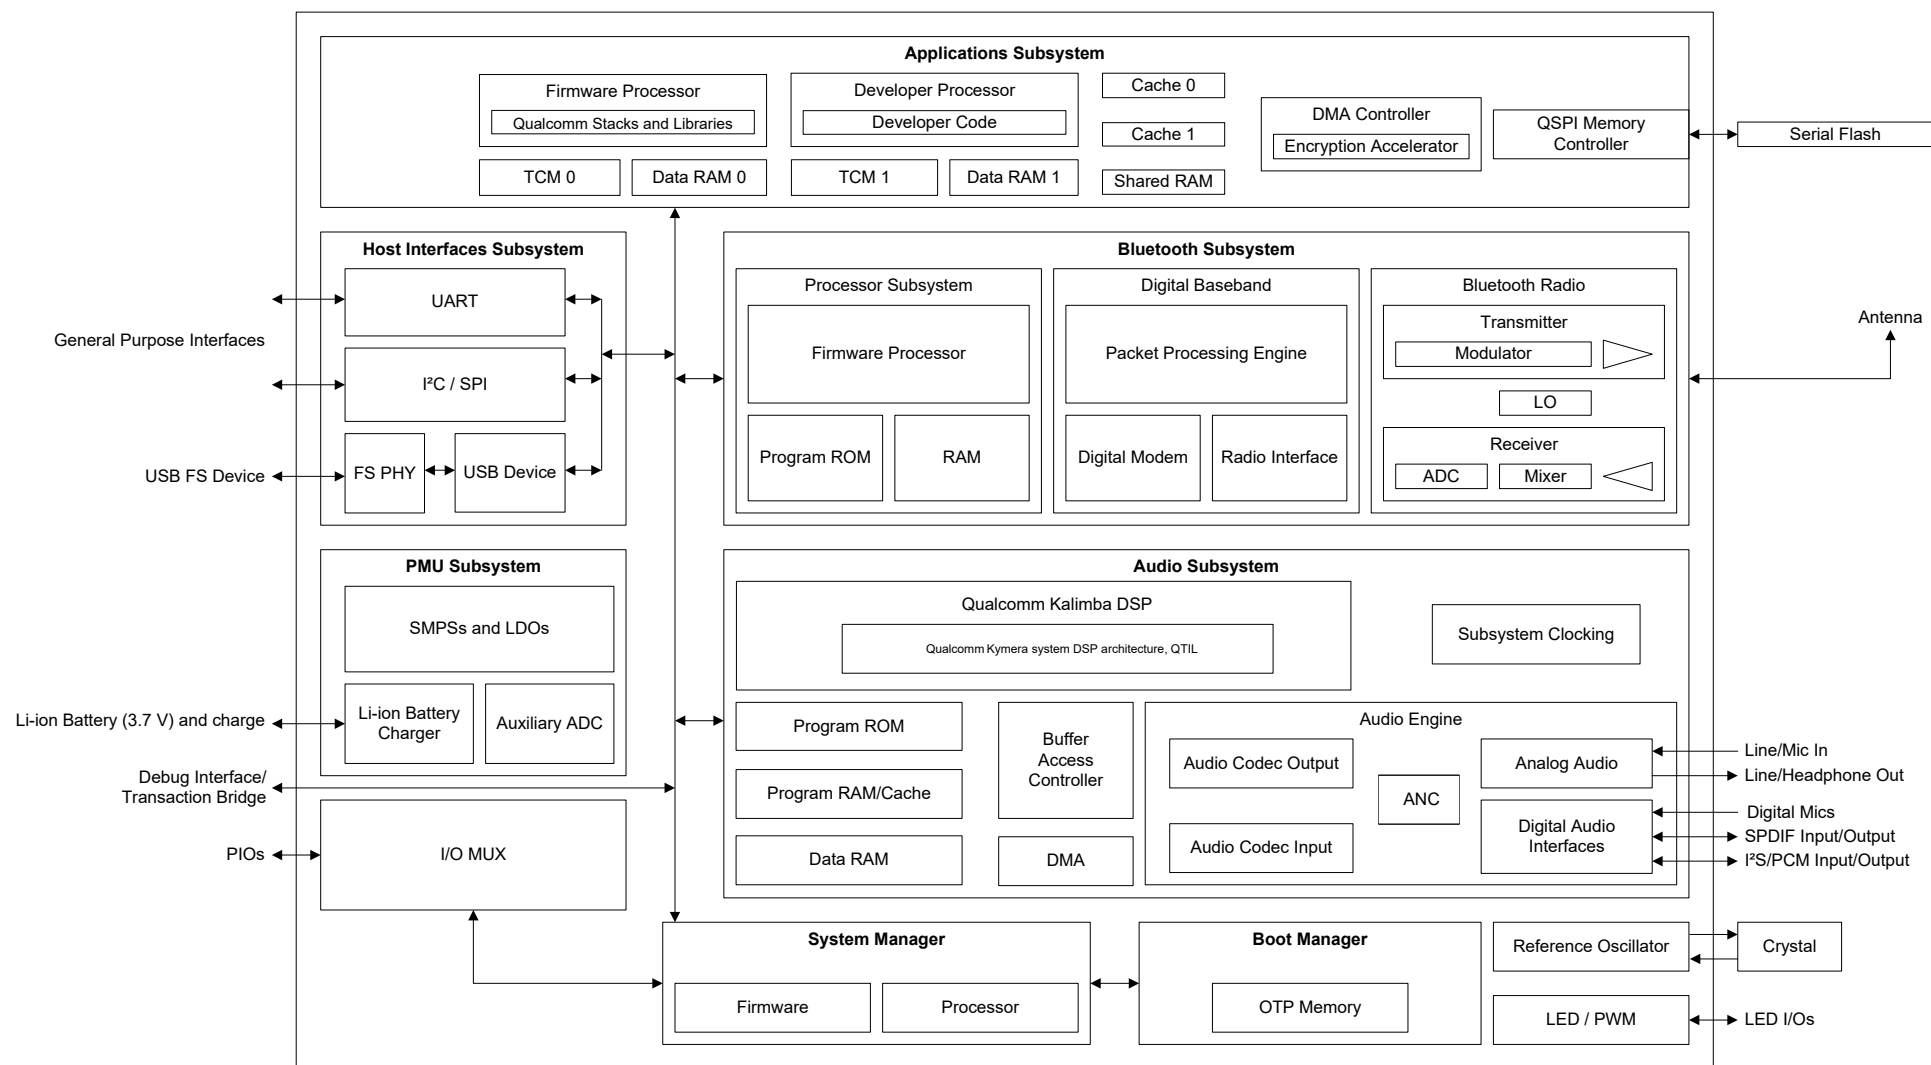 Applications Subsystem
Firmware Processor
Qualcomm Stacks and Libraries
Developer Processor
Developer Code
Cache 0
Cache 1
Shared RAM
DMA Controller
Encryption Accelerator
QSPI Memory
Controller
Serial Flash
TCM 0
Data RAM 0
TCM 1
Data RAM 1
Host Interfaces Subsystem
UART
I²C / SPI
FS PHY
USB Device
General Purpose Interfaces
USB FS Device
Bluetooth Subsystem
Processor Subsystem
Firmware Processor
Program ROM
RAM
Digital Baseband
Packet Processing Engine
Digital Modem
Radio Interface
Bluetooth Radio
Transmitter
Modulator
LO
Receiver
ADC
Mixer
Antenna
PMU Subsystem
SMPSs and LDOs
Li-ion Battery
Charger
Auxiliary ADC
Li-ion Battery (3.7 V) and charge
Debug Interface/
Transaction Bridge
PIOs
I/O MUX
Audio Subsystem
Qualcomm Kalimba DSP
Qualcomm Kymera system DSP architecture, QTIL
Subsystem Clocking
Program ROM
Program RAM/Cache
Data RAM
Buffer
Access
Controller
DMA
Audio Engine
Audio Codec Output
Audio Codec Input
ANC
Analog Audio
Digital Audio
Interfaces
Line/Mic In
Line/Headphone Out
Digital Mics
SPDIF Input/Output
I²S/PCM Input/Output
System Manager
Firmware
Processor
Boot Manager
OTP Memory
Reference Oscillator
Crystal
LED / PWM
LED I/Os